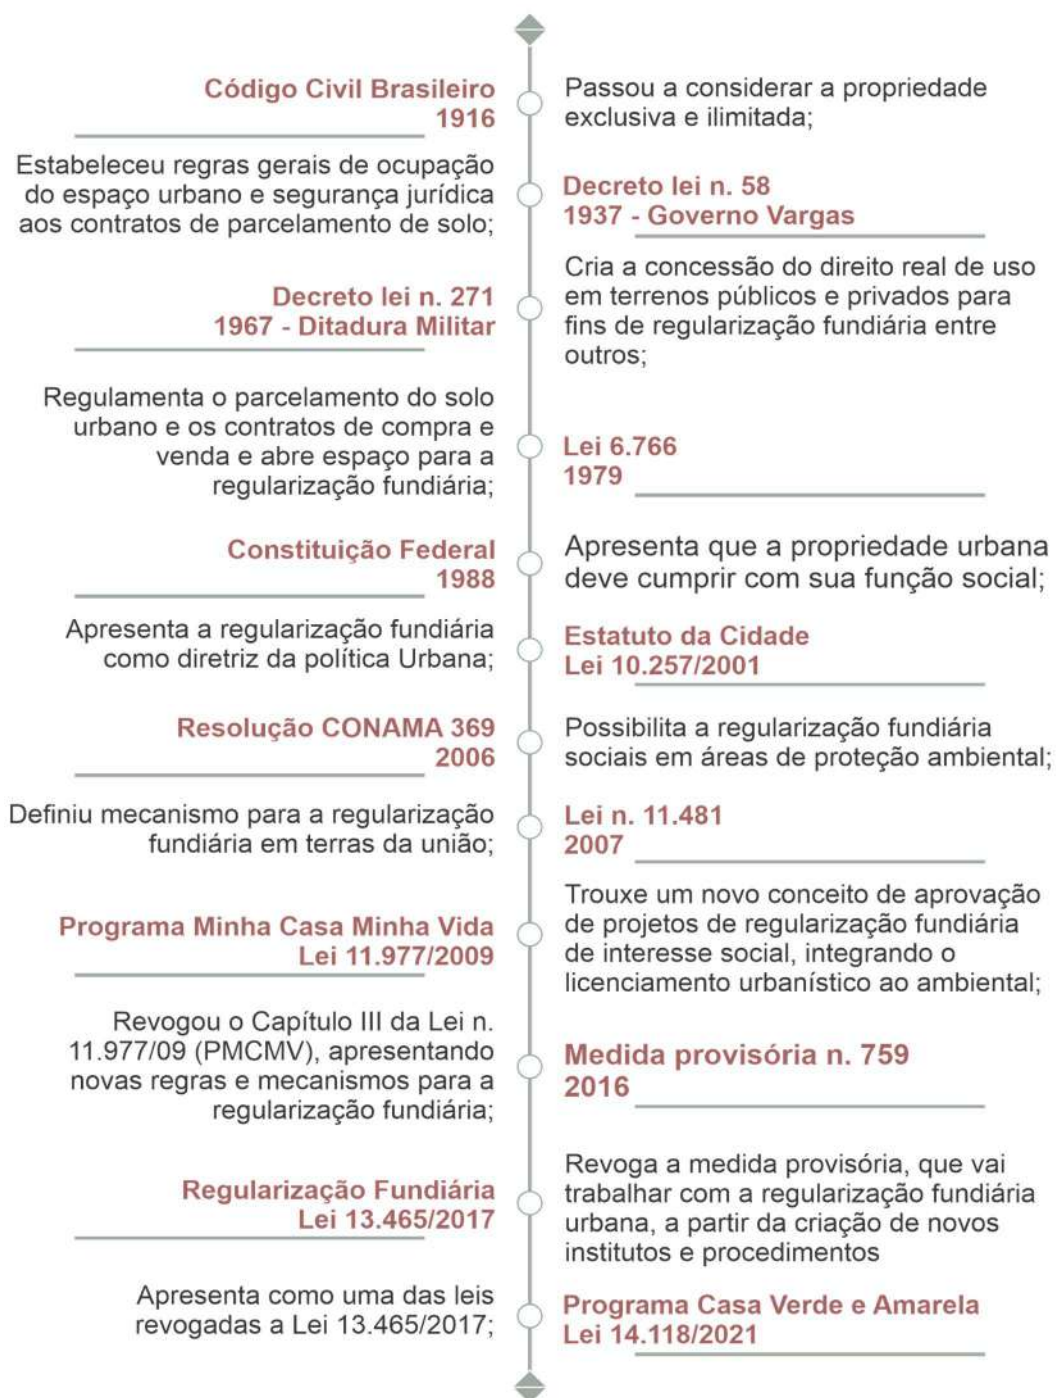 Código Civil Brasileiro
1916
Passou a considerar a propriedade
exclusiva e ilimitada;
Estabeleceu regras gerais de ocupação
do espaço urbano e segurança jurídica
aos contratos de parcelamento de solo;
Decreto lei n. 58
1937 - Governo Vargas
Decreto lei n. 271
1967 - Ditadura Militar
Cria a concessão do direito real de uso
em terrenos públicos e privados para
fins de regularização fundiária entre
outros;
Regulamenta o parcelamento do solo
urbano e os contratos de compra e
venda e abre espaço para a
regularização fundiária;
Lei 6.766
1979
Constituição Federal
1988
Apresenta que a propriedade urbana
deve cumprir com sua função social;
Apresenta a regularização fundiária
como diretriz da política Urbana;
Estatuto da Cidade
Lei 10.257/2001
Resolução CONAMA 369
2006
Possibilita a regularização fundiária
sociais em áreas de proteção ambiental;
Definiu mecanismo para a regularização
fundiária em terras da união;
Lei n. 11.481
2007
Programa Minha Casa Minha Vida
Lei 11.977/2009
Trouxe um novo conceito de aprovação
de projetos de regularização fundiária
de interesse social, integrando o
licenciamento urbanístico ao ambiental;
Revogou o Capítulo III da Lei n.
11.977/09 (PMCMV), apresentando
novas regras e mecanismos para a
regularização fundiária;
Medida provisória n. 759
2016
Regularização Fundiária
Lei 13.465/2017
Revoga a medida provisória, que vai
trabalhar com a regularização fundiária
urbana, a partir da criação de novos
institutos e procedimentos
Apresenta como uma das leis
revogadas a Lei 13.465/2017;
Programa Casa Verde e Amarela
Lei 14.118/2021